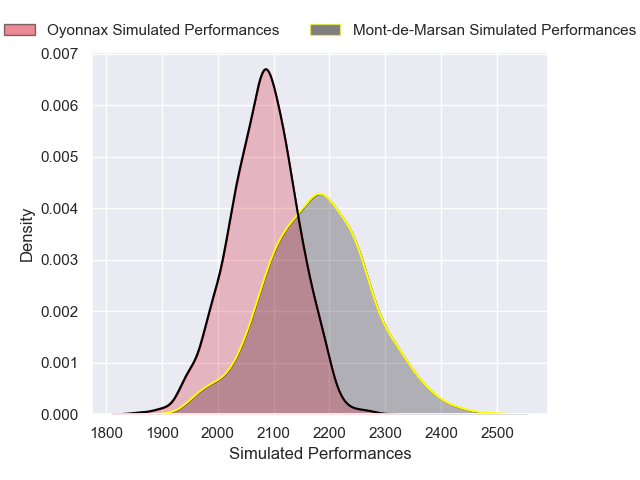 Oyonnax Simulated Performances Mont-de-Marsan Simulated Performances
0.007
0.006
0.005
0.004
0.003
0.002
0.001
0.000
Density
1800 1900 2000 2100 2200 2300 2400 2500
Simulated Performances